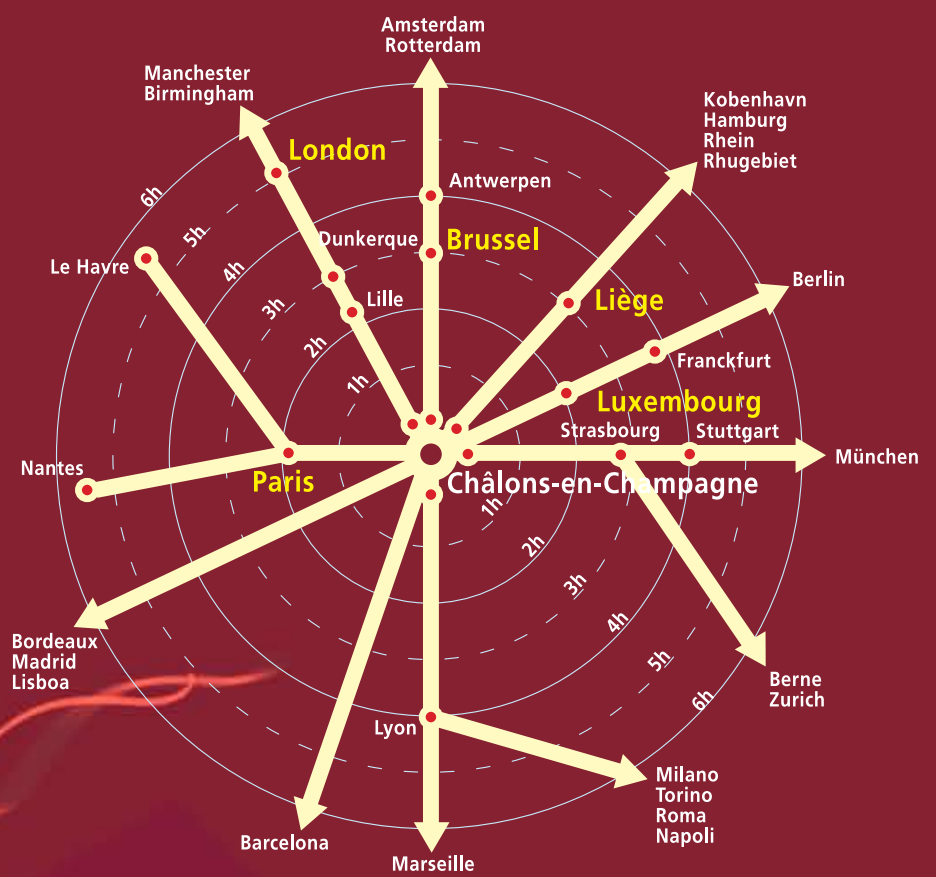 Amsterdam
Rotterdam
Manchester
Birmingham
Kobenhavn
Hamburg
Rhein
Rhugebiet
London
6h
Antwerpen
5h
Dunkerque
Brussel
Le Havre
4h
Berlin
3h
Lille
Liège
2h
Franckfurt
1h
Luxembourg
Strasbourg
Stuttgart
Nantes
Paris
Châlons-en-Champagne
München
1h
2h
3h
4h
Bordeaux
Madrid
Lisboa
5h
Berne
Zurich
6h
Lyon
Milano
Torino
Roma
Napoli
Barcelona
Marseille